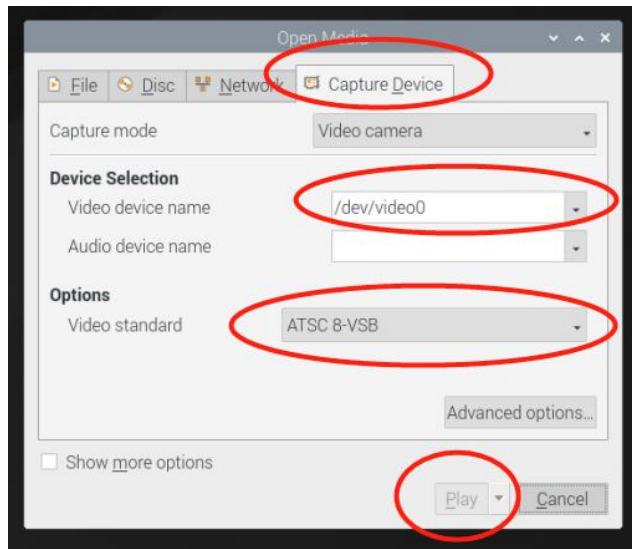 Open Media
File Disc Network Capture Device
Capture mode Video camera
Device Selection
Video device name /dev/video0
Audio device name
Options
Video standard ATSC 8-VSB
Advanced options...
Show more options
Play Cancel